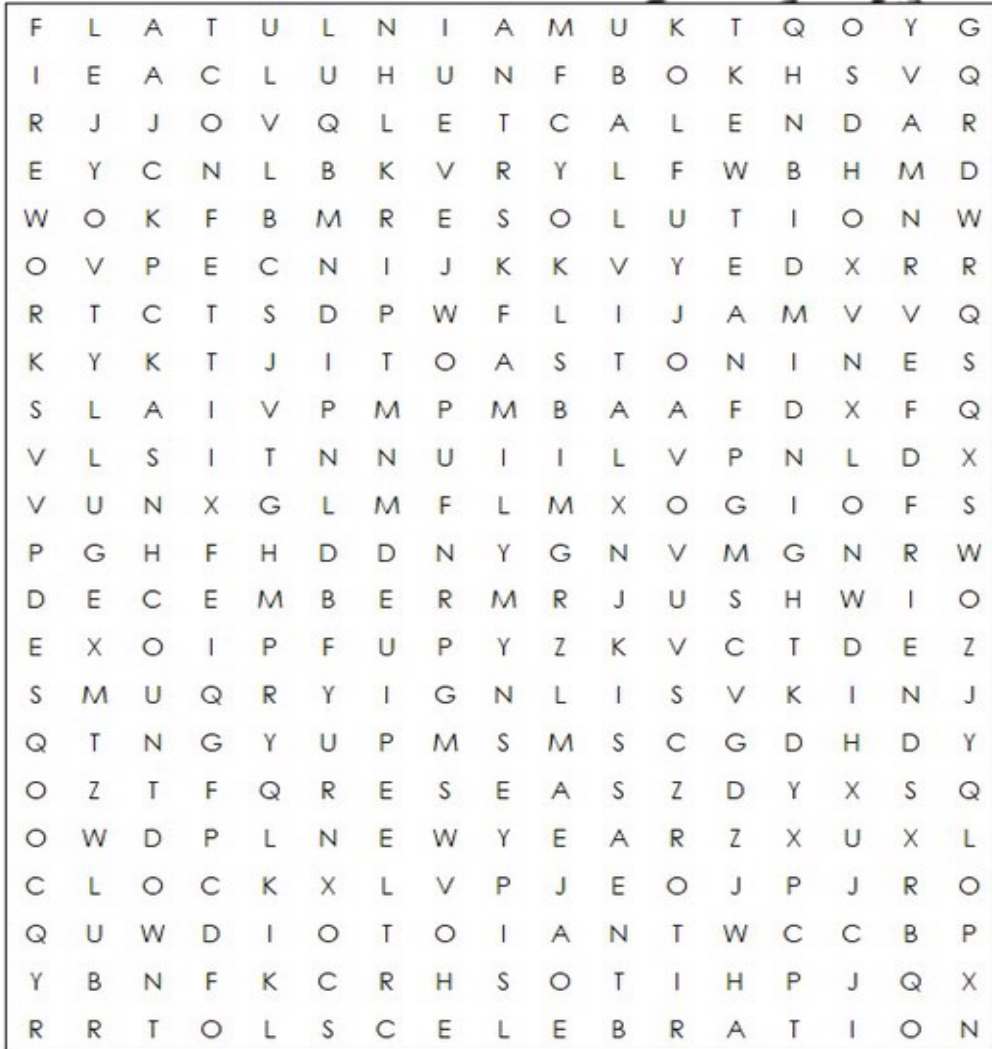 F L A T U L N I A M U K T Q O Y G
I E A C L U H U N F B O K H S V Q
R J J O V Q L E T C A L E N D A R
E Y C N L B K V R Y L F W B H M D
W O K F B M R E S O L U T I O N W
O V P E C N I J K K V Y E D X R R
R T C T S D P W F L I J A M V V Q
K Y K T J I T O A S T O N I N E S
S L A I V P M P M B A A F D X F Q
V L S I T N N U I I L V P N L D X
V U N X G L M F L M X O G I O F S
P G H F H D D N Y G N V M G N R W
D E C E M B E R M R J U S H W I O
E X O I P F U P Y Z K V C T D E Z
S M U Q R Y I G N L I S V K I N J
Q T N G Y U P M S M S C G D H D Y
O Z T F Q R E S E A S Z D Y X S Q
O W D P L N E W Y E A R Z X U X L
C L O C K X L V P J E O J P J R O
Q U W D I O T O I A N T W C C B P
Y B N F K C R H S O T I H P J Q X
R R T O L S C E L E B R A T I O N